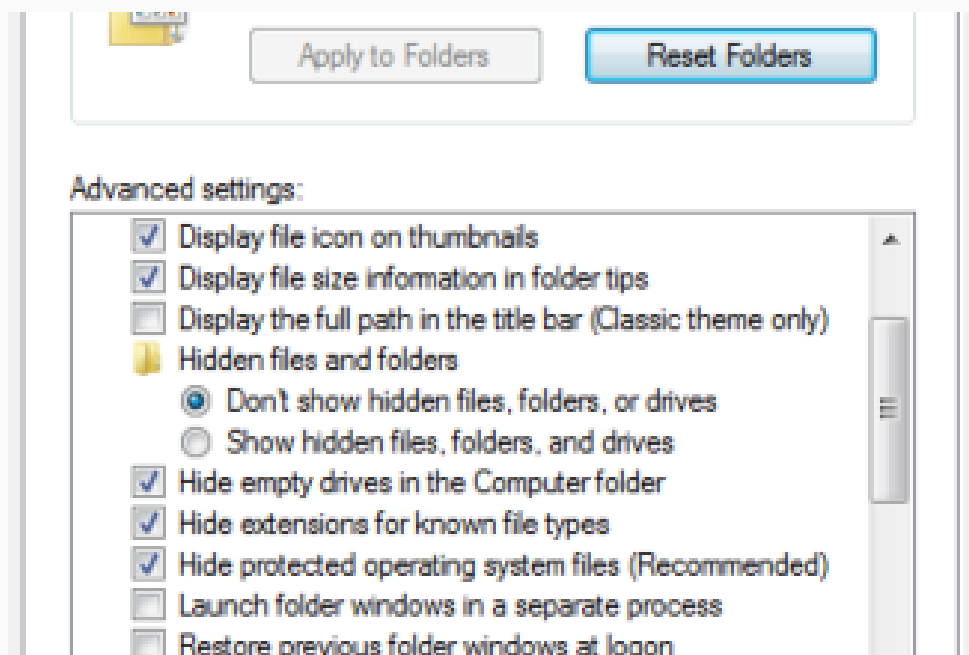 Apply to Folders
Reset Folders
Advanced settings:
Display file icon on thumbnails
Display file size information in folder tips
Display the full path in the title bar (Classic theme only)
Hidden files and folders
Don't show hidden files, folders, or drives
Show hidden files, folders, and drives
Hide empty drives in the Computer folder
Hide extensions for known file types
Hide protected operating system files (Recommended)
Launch folder windows in a separate process
Restore previous folder windows at logon